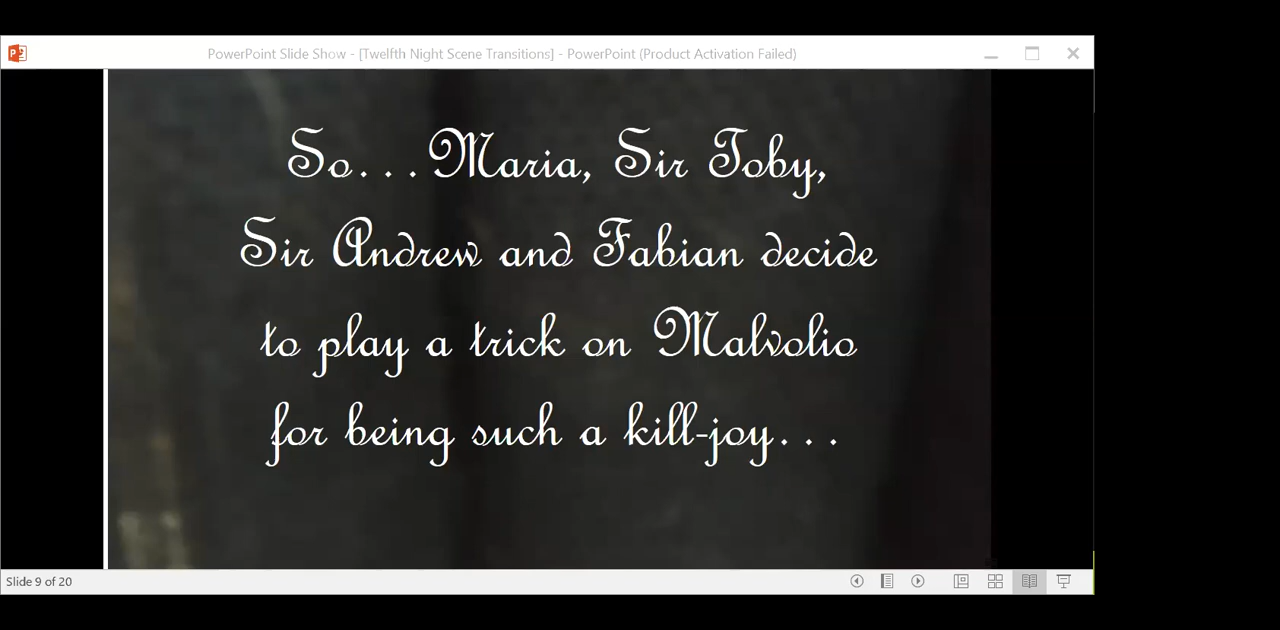 PowerPoint Slide Show - [Twelfth Night Scene Transitions] - PowerPoint (Product Activation Failed)
So...Maria, Sir Toby,
Sir Andrew and Fabian decide
to play a trick on Malvolio
for being such a kill-joy...
Slide 9 of 20